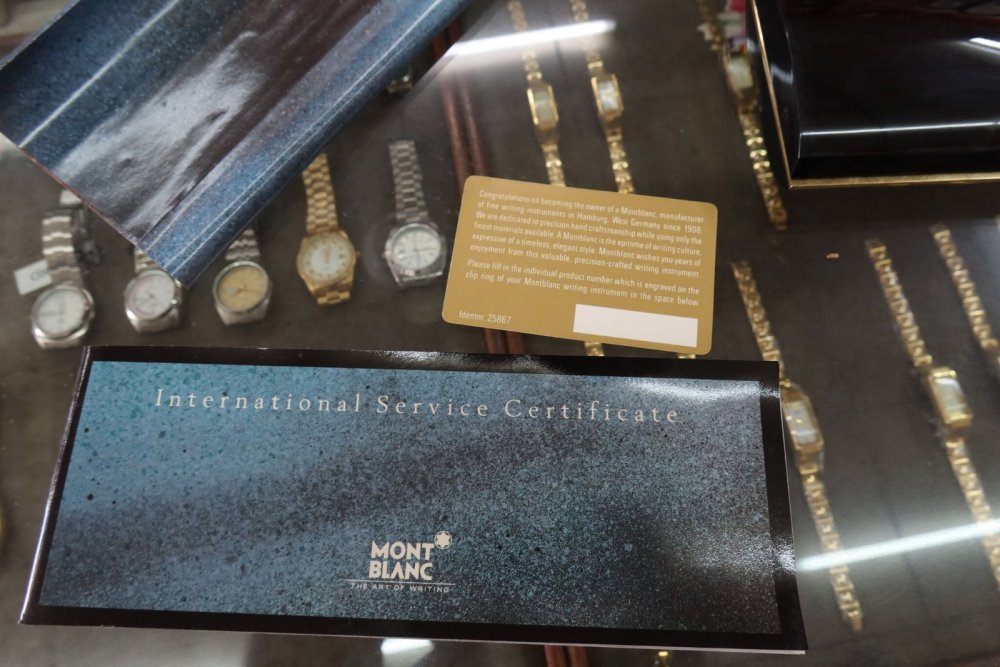 Congratulations on becoming the owner of a Montblanc, manufacturer
of fine writing instruments in Hamburg, West Germany since 1908.
We are dedicated to precision hand craftsmanship while using only the
finest materials available. A Montblanc is the epitome of writing culture
expressive of a timeless, elegant style. Montblanc wishes you years of
enjoyment from this valuable, precision-crafted writing instrument.
Please fill in the individual product number which is engraved on the
clip ring of your Montblanc writing instrument in the space below
Identnr. 25867
International Service Certificate
MONT
BLANC
THE ART OF WRITING